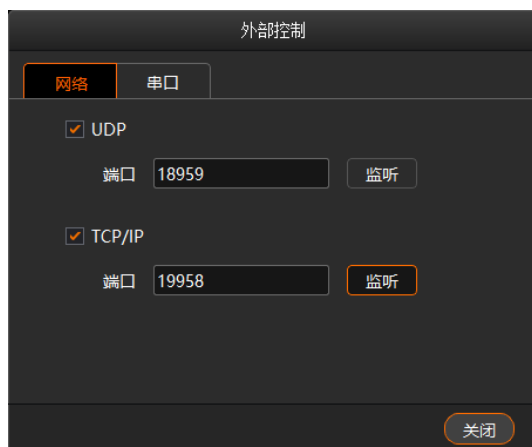 外部控制
网络 串口
UDP
端口 18959 监听
TCP/IP
端口 19958 监听
关闭